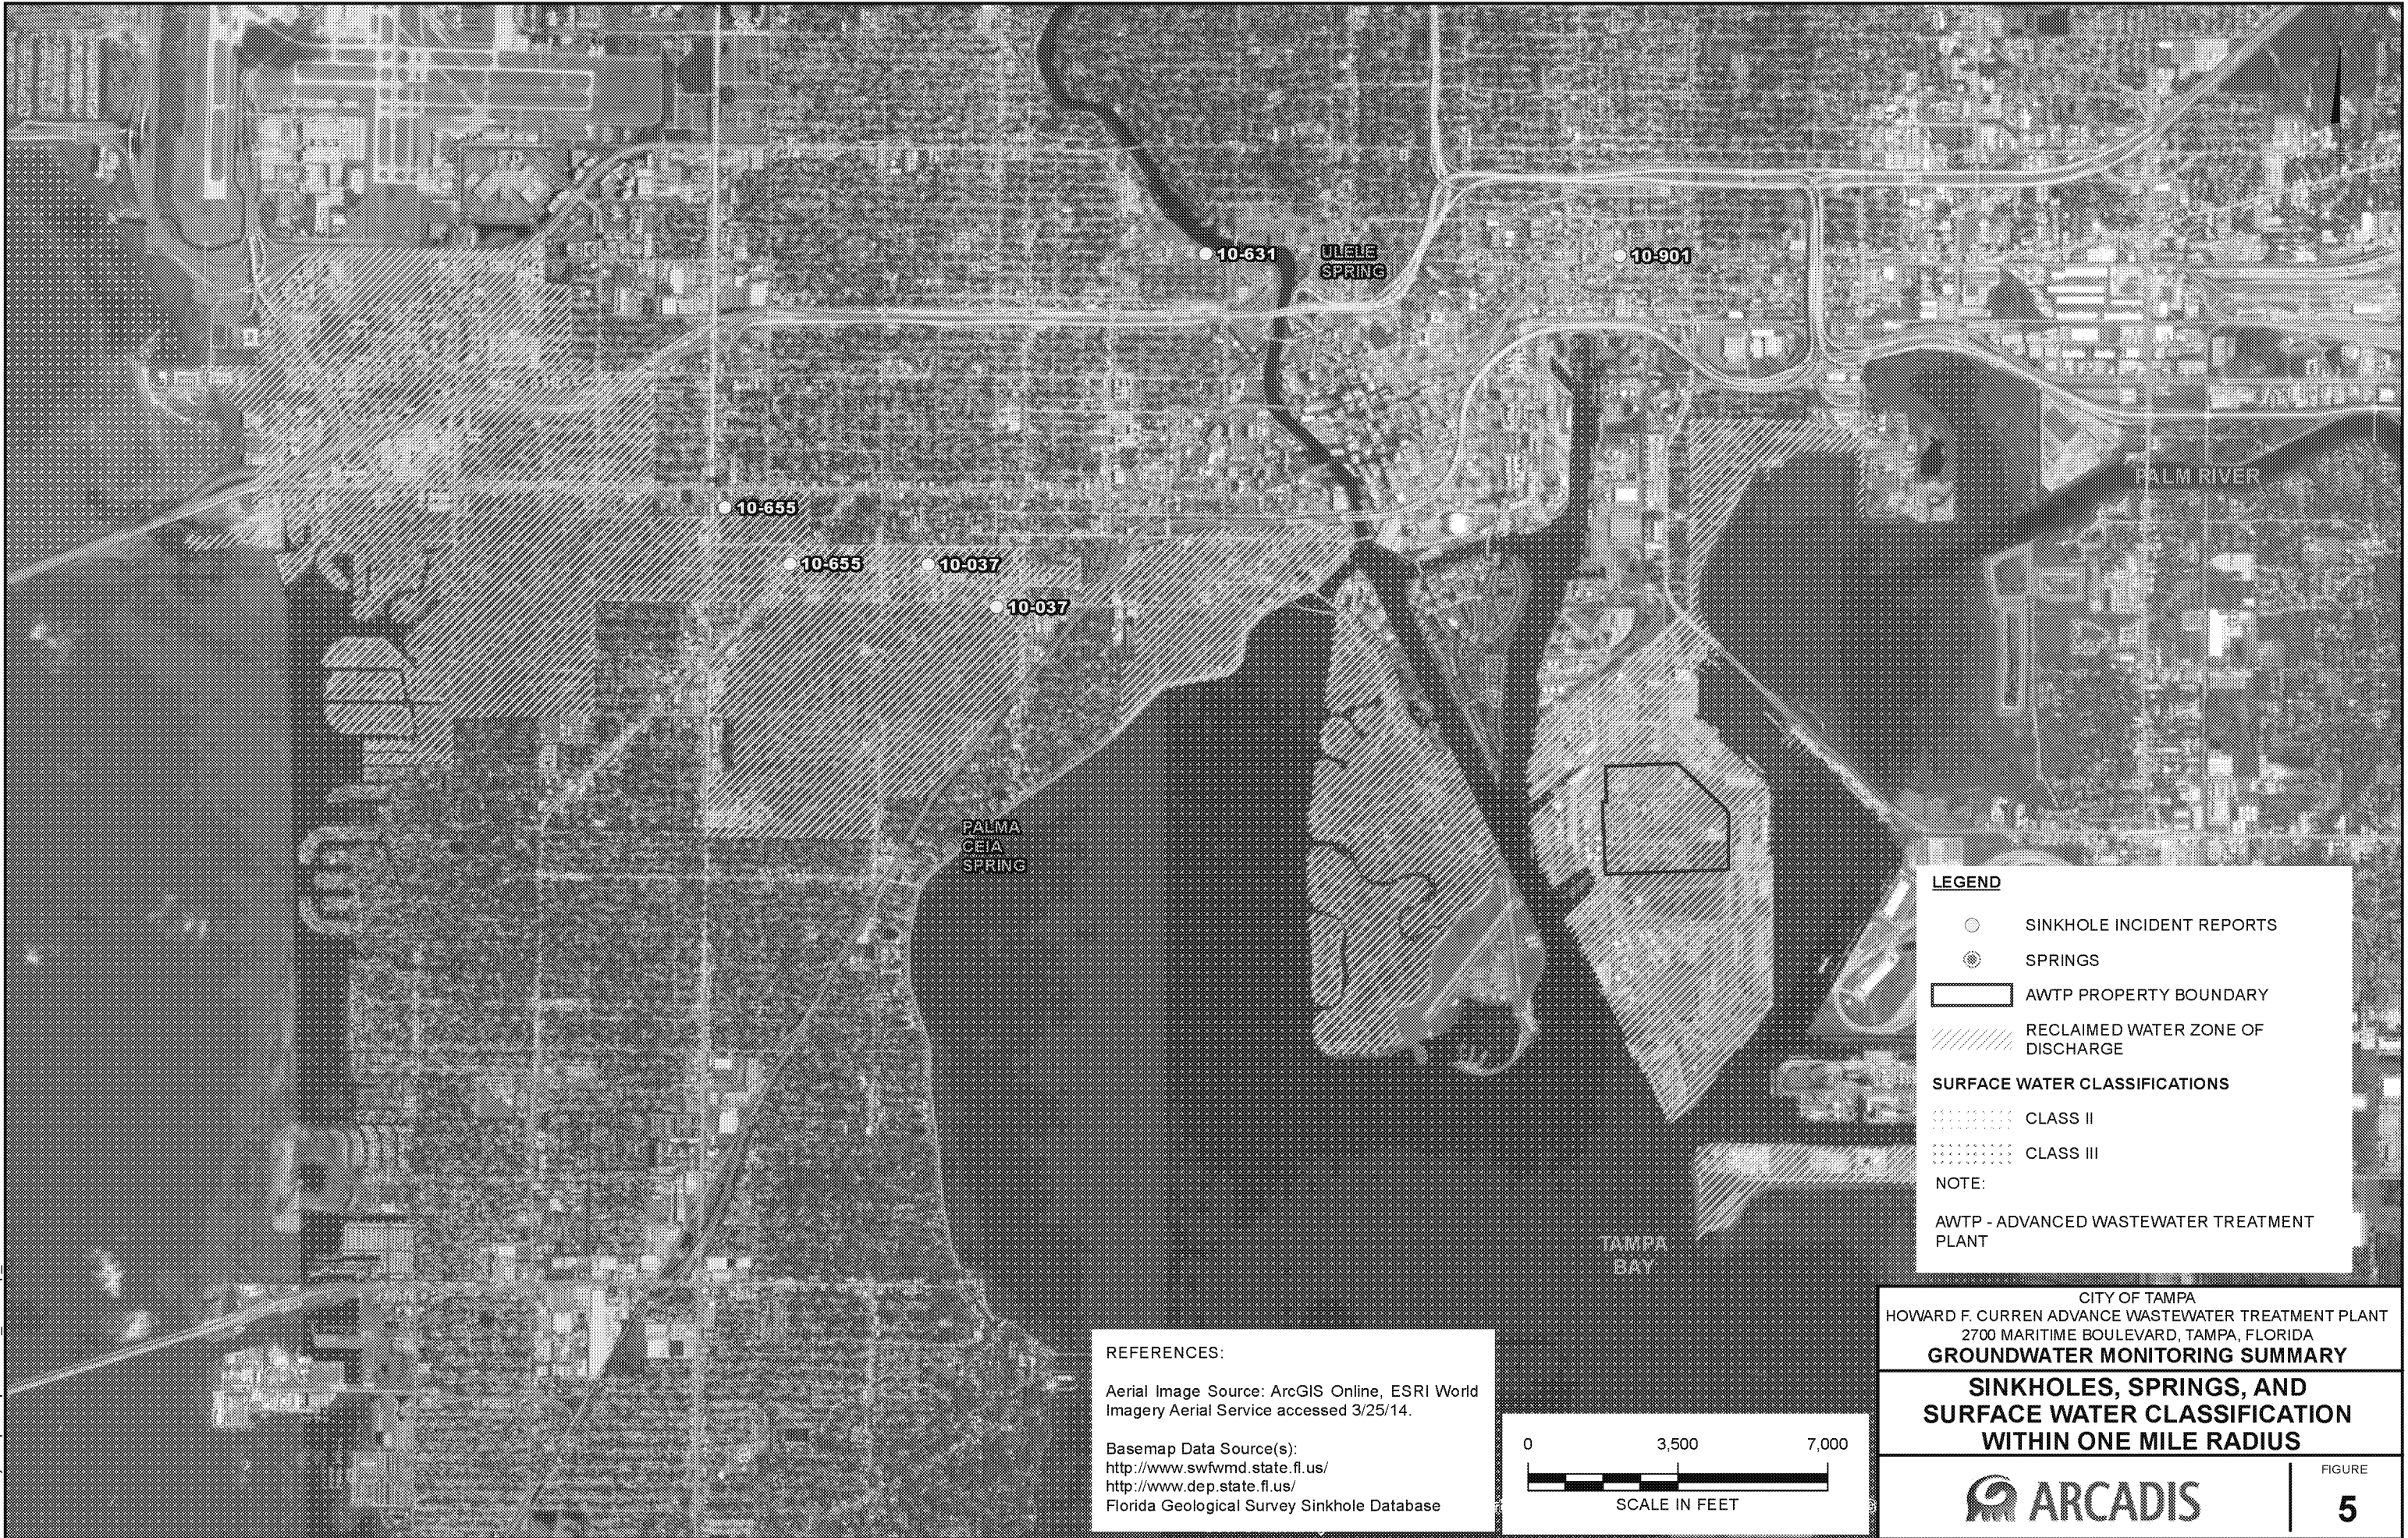 10-631
ULELE
SPRING
10-901
PALM RIVER
10-655
10-655
10-037
10-037
PALMA
CEIA
SPRING
TAMPA
BAY
LEGEND
SINKHOLE INCIDENT REPORTS
SPRINGS
AWTP PROPERTY BOUNDARY
RECLAIMED WATER ZONE OF
DISCHARGE
SURFACE WATER CLASSIFICATIONS
CLASS II
CLASS III
NOTE:
AWTP - ADVANCED WASTEWATER TREATMENT
PLANT
REFERENCES:
Aerial Image Source: ArcGIS Online, ESRI World
Imagery Aerial Service accessed 3/25/14.
Basemap Data Source(s):
http://www.swfwmd.state.fl.us/
http://www.dep.state.fl.us/
Florida Geological Survey Sinkhole Database
0 3,500 7,000
SCALE IN FEET
CITY OF TAMPA
HOWARD F. CURREN ADVANCE WASTEWATER TREATMENT PLANT
2700 MARITIME BOULEVARD, TAMPA, FLORIDA
GROUNDWATER MONITORING SUMMARY
SINKHOLES, SPRINGS, AND
SURFACE WATER CLASSIFICATION
WITHIN ONE MILE RADIUS
ARCADIS
FIGURE
5